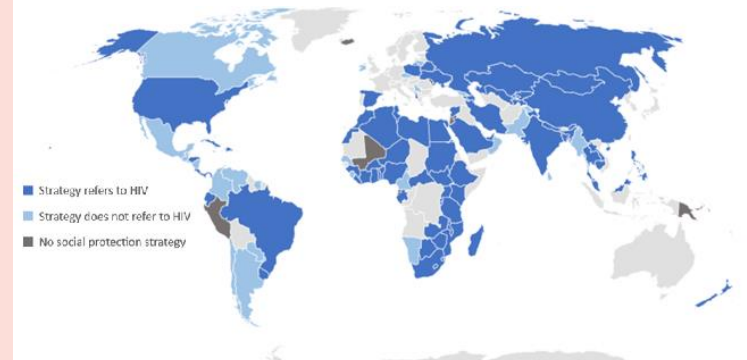 Strategy refers to HIV
Strategy does not refer to HIV
No social protection strategy